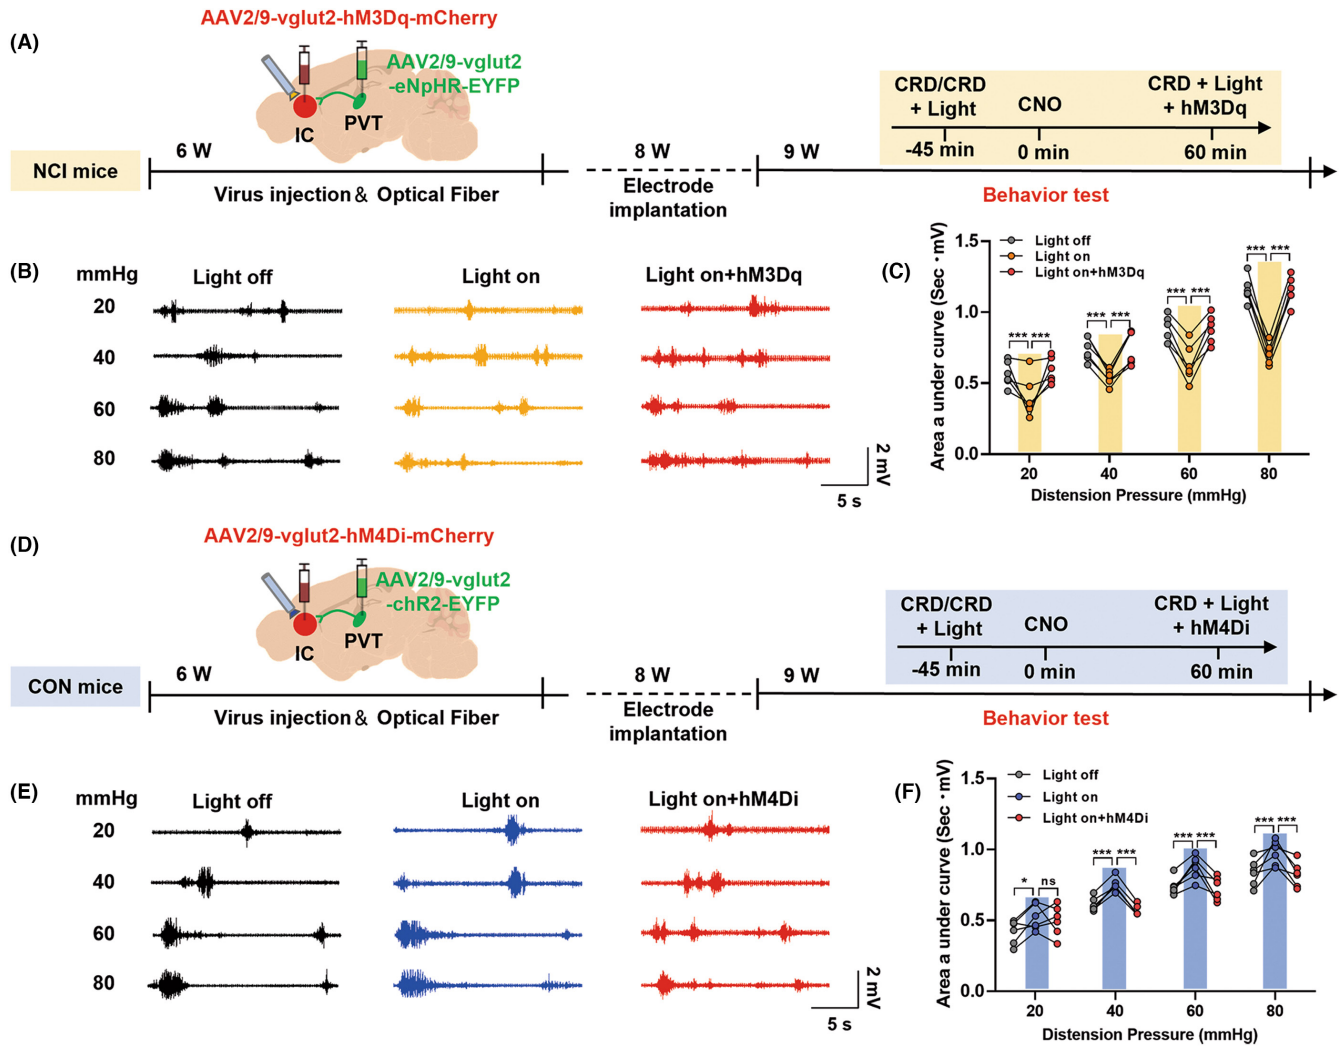 (A)
AAV2/9-vglut2-hM3Dq-mCherry
AAV2/9-vglut2
-eNpHR-EYFP
IC
PVT
NCI mice
6 W
Virus injection & Optical Fiber
8 W
Electrode
implantation
9 W
CRD/CRD
+ Light
CNO
CRD + Light
+ hM3Dq
-45 min
0 min
60 min
Behavior test
(B)
mmHg
Light off
Light on
Light on+hM3Dq
20
40
60
80
2 mV
5 s
(C)
Area a under curve (Sec ·mV)
1.5
1.0
0.5
0.0
Light off
Light on
Light on+hM3Dq
*** ***
*** ***
*** ***
*** ***
20 40 60 80
Distension Pressure (mmHg)
(D)
AAV2/9-vglut2-hM4Di-mCherry
AAV2/9-vglut2
-chR2-EYFP
IC
PVT
CON mice
6 W
Virus injection & Optical Fiber
8 W
Electrode
implantation
9 W
CRD/CRD
+ Light
CNO
CRD + Light
+ hM4Di
-45 min
0 min
60 min
Behavior test
(E)
mmHg
Light off
Light on
Light on+hM4Di
20
40
60
80
2 mV
5 s
(F)
Area a under curve (Sec ·mV)
1.5
1.0
0.5
0.0
Light off
Light on
Light on+hM4Di
* ns
*** ***
*** ***
*** ***
20 40 60 80
Distension Pressure (mmHg)